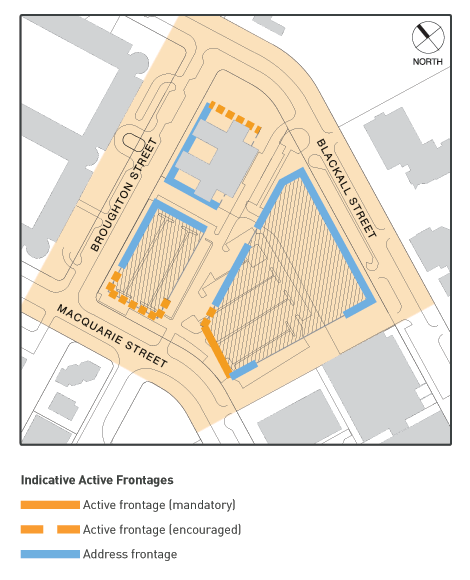 NORTH
BLACKALL STREET
BROUGHTON STREET
MACQUARIE STREET
Indicative Active Frontages
Active frontage (mandatory)
Active frontage (encouraged)
Address frontage